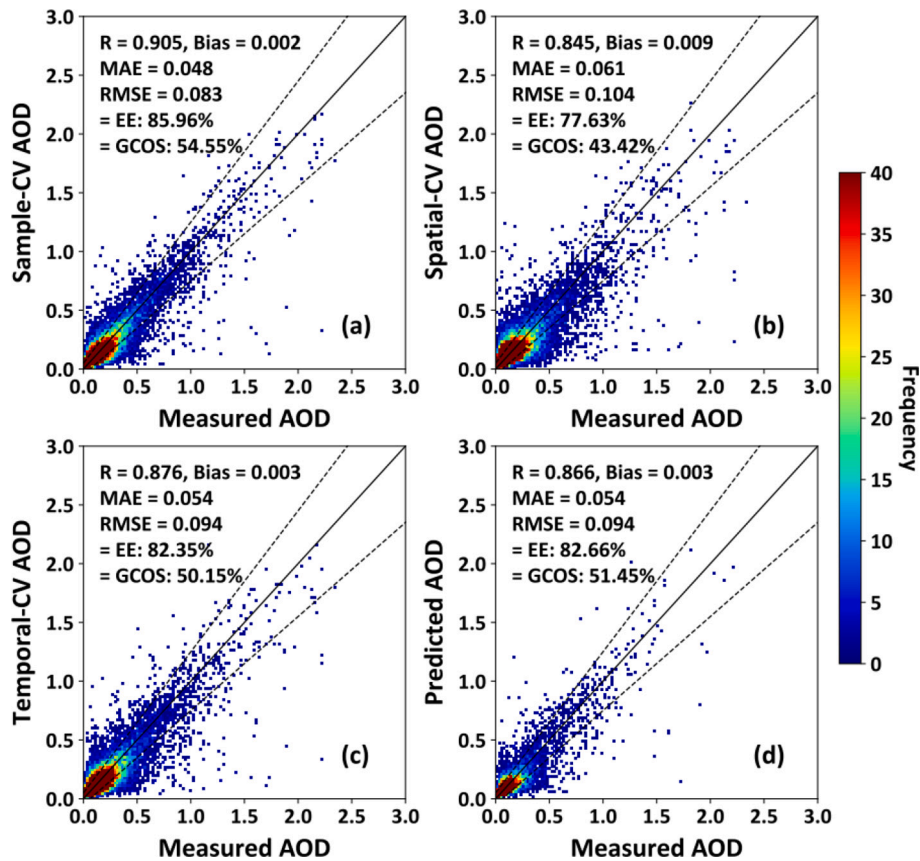 R = 0.905, Bias = 0.002
MAE = 0.048
RMSE = 0.083
= EE: 85.96%
= GCOS: 54.55%
(a)
3.0
2.5
2.0
1.5
1.0
0.5
0.0
Sample-CV AOD
0.0 0.5 1.0 1.5 2.0 2.5 3.0
Measured AOD
R = 0.845, Bias = 0.009
MAE = 0.061
RMSE = 0.104
= EE: 77.63%
= GCOS: 43.42%
(b)
3.0
2.5
2.0
1.5
1.0
0.5
0.0
Spatial-CV AOD
0.0 0.5 1.0 1.5 2.0 2.5 3.0
Measured AOD
R = 0.876, Bias = 0.003
MAE = 0.054
RMSE = 0.094
= EE: 82.35%
= GCOS: 50.15%
(c)
3.0
2.5
2.0
1.5
1.0
0.5
0.0
Temporal-CV AOD
0.0 0.5 1.0 1.5 2.0 2.5 3.0
Measured AOD
R = 0.866, Bias = 0.003
MAE = 0.054
RMSE = 0.094
= EE: 82.66%
= GCOS: 51.45%
(d)
3.0
2.5
2.0
1.5
1.0
0.5
0.0
Predicted AOD
0.0 0.5 1.0 1.5 2.0 2.5 3.0
Measured AOD
40
35
30
25
20
15
10
5
0
Frequency